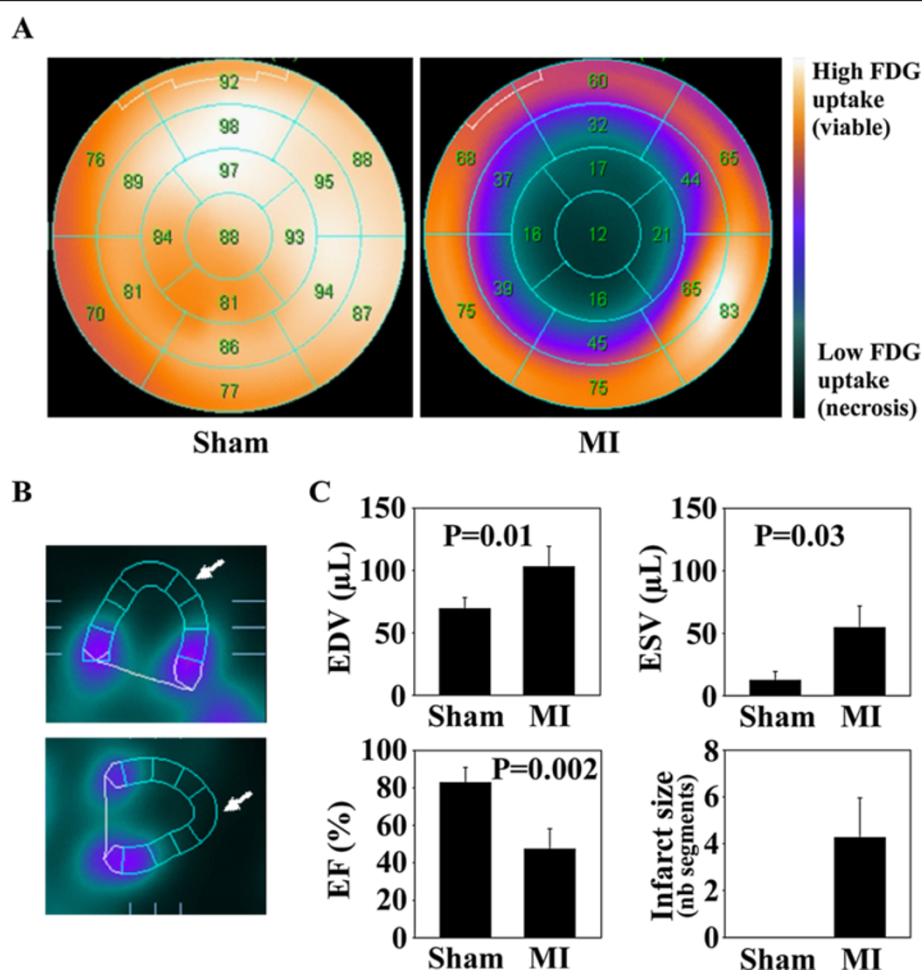 A
92
98
97
76
89
88
95
84
88
93
81
94
70
87
81
86
77
Sham
60
32
17
68
37
44
65
16
12
21
39
65
75
83
16
45
75
MI
High FDG
uptake
(viable)
Low FDG
uptake
(necrosis)
B
C
EDV (µL)
150
100
50
0
P=0.01
Sham MI
ESV (µL)
150
100
50
0
P=0.03
Sham MI
EF (%)
100
80
60
40
20
0
P=0.002
Sham MI
Infarct size
(nb segments)
8
6
4
2
0
Sham MI